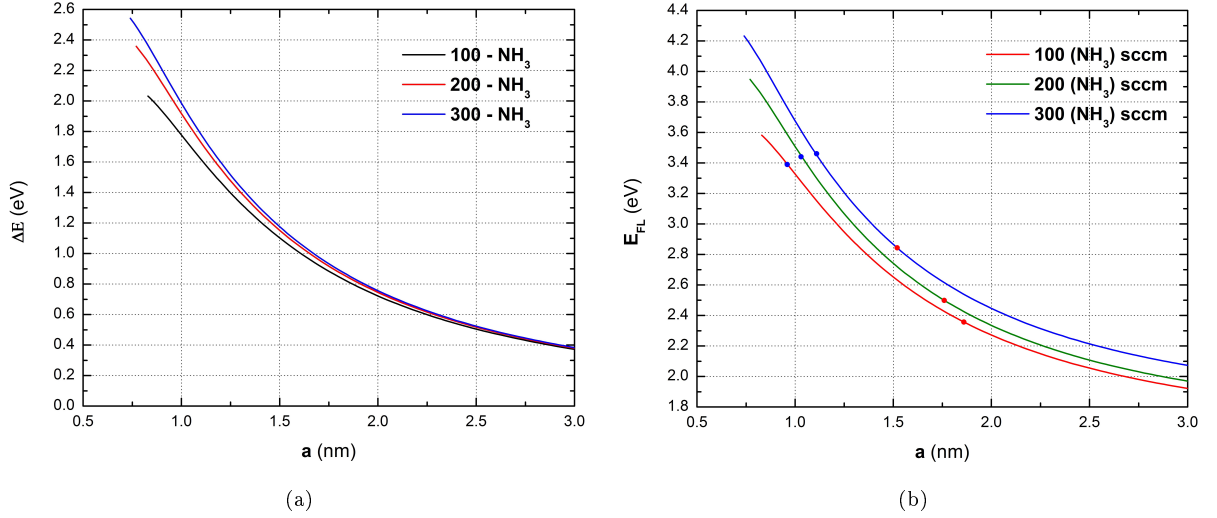 2.6
2.4
2.2
2.0
1.8
1.6
1.4
1.2
1.0
0.8
0.6
0.4
0.2
0.0
ΔE (eV)
100 - NH₃
200 - NH₃
300 - NH₃
0.5 1.0 1.5 2.0 2.5 3.0
a (nm)
(a)
4.4
4.2
4.0
3.8
3.6
3.4
3.2
3.0
2.8
2.6
2.4
2.2
2.0
1.8
E_FL (eV)
100 (NH₃) sccm
200 (NH₃) sccm
300 (NH₃) sccm
0.5 1.0 1.5 2.0 2.5 3.0
a (nm)
(b)